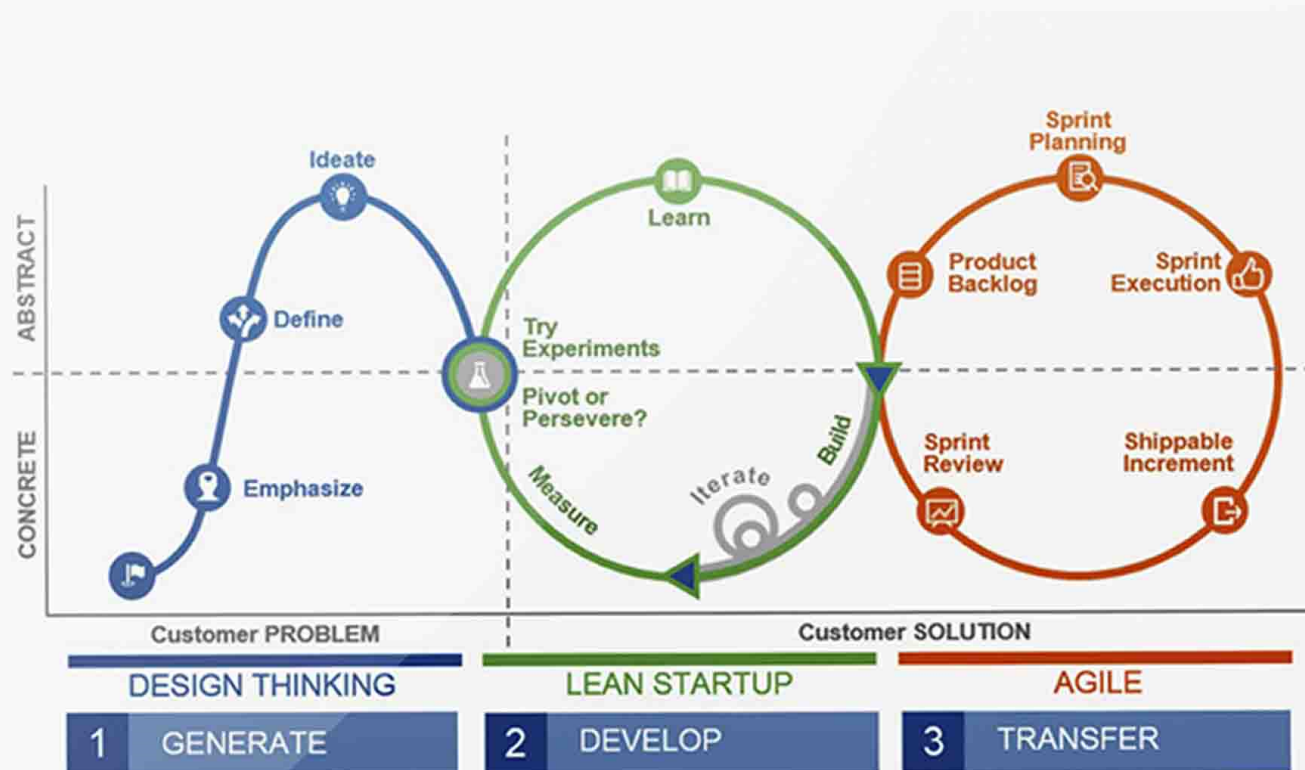 Sprint
Planning
Ideate
Learn
Product
Backlog
Sprint
Execution
Define
Try
Experiments
Pivot or
Persevere?
Emphasize
Measure
Iterate
Build
Sprint
Review
Shippable
Increment
ABSTRACT
CONCRETE
Customer PROBLEM
Customer SOLUTION
DESIGN THINKING
LEAN STARTUP
AGILE
1 GENERATE
2 DEVELOP
3 TRANSFER